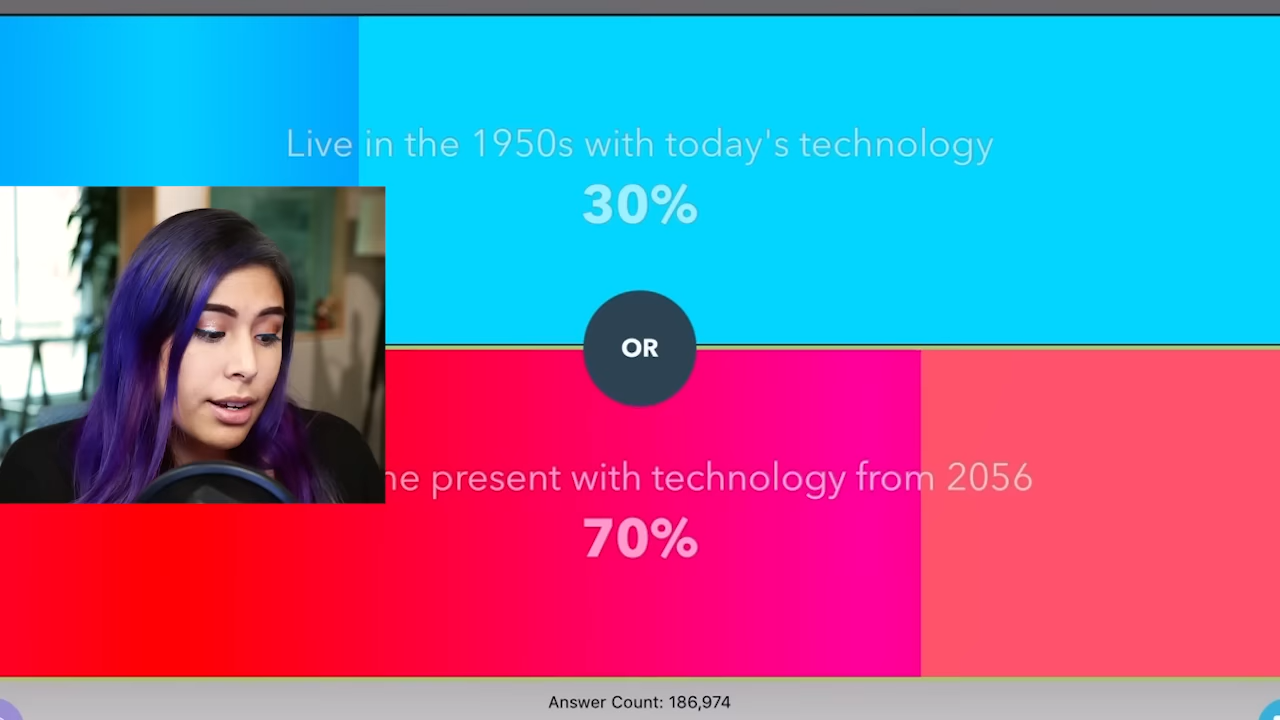 Live in the 1950s with today's technology
30%
OR
present with technology from 2056
70%
Answer Count: 186,974